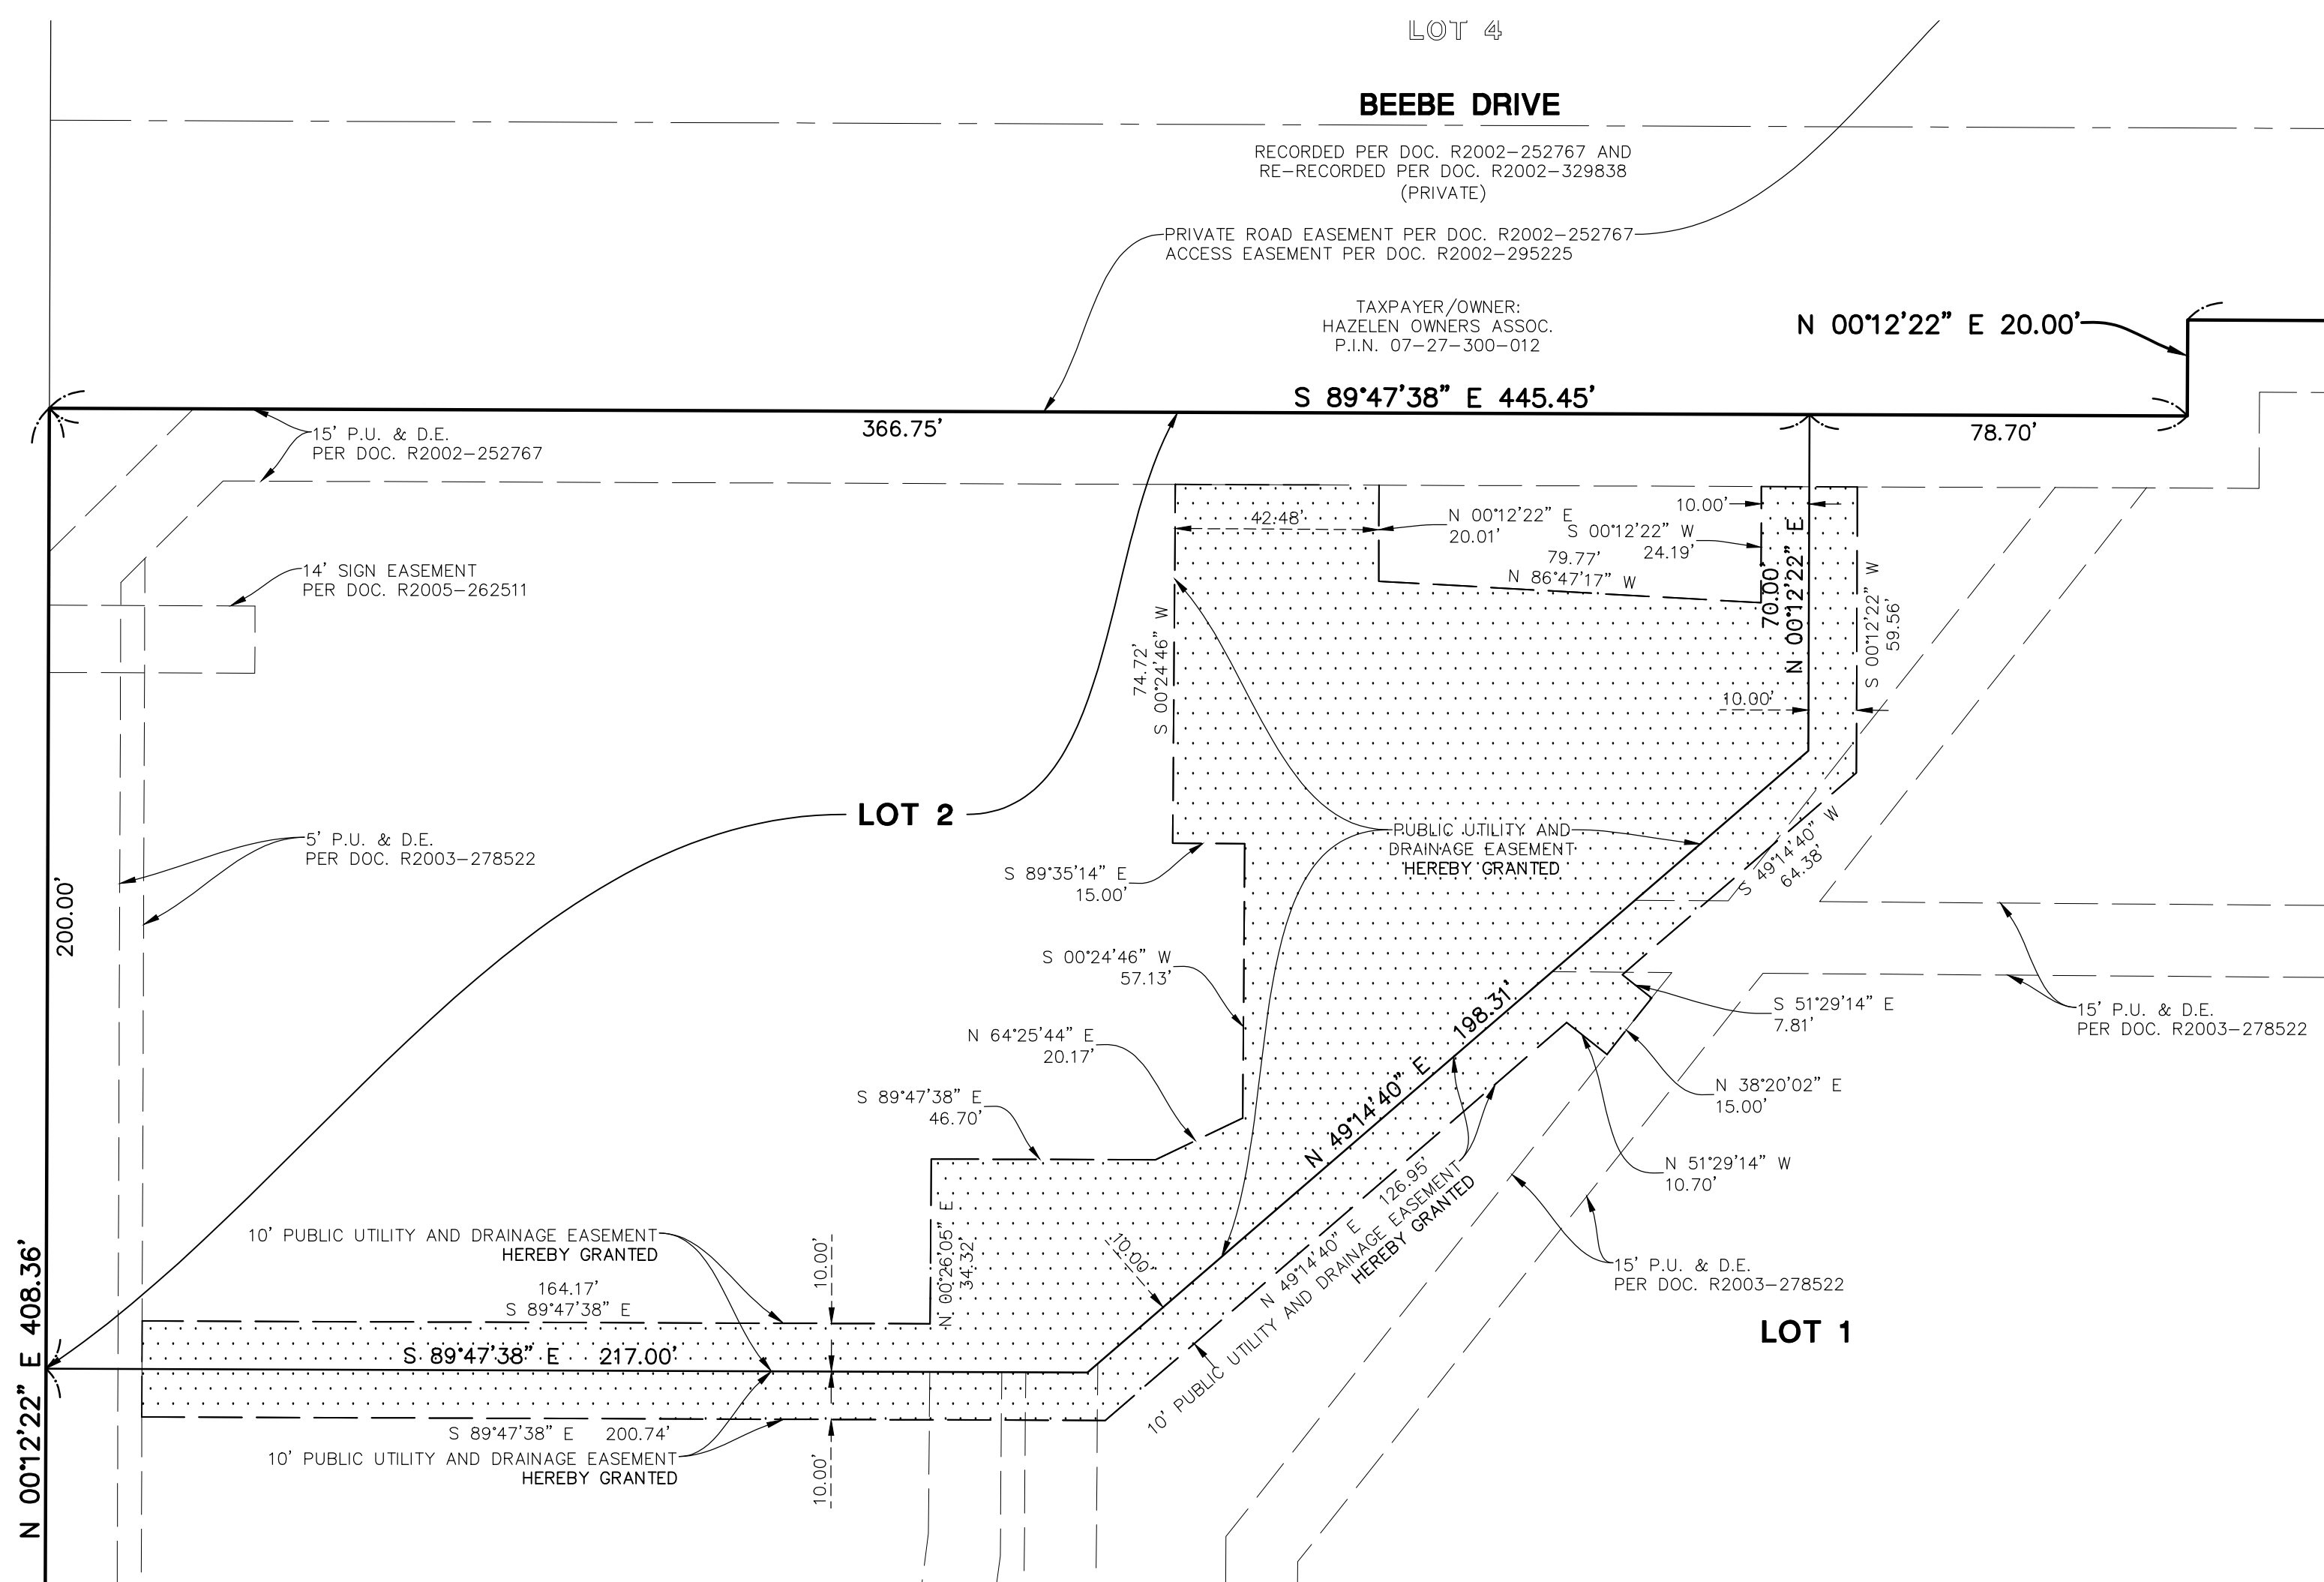 LOT 4
BEEBE DRIVE
RECORDED PER DOC. R2002-252767 AND
RE-RECORDED PER DOC. R2002-329838
(PRIVATE)
PRIVATE ROAD EASEMENT PER DOC. R2002-252767
ACCESS EASEMENT PER DOC. R2002-295225
TAXPAYER/OWNER:
HAZELEN OWNERS ASSOC.
P.I.N. 07-27-300-012
N 00°12'22" E 20.00'
S 89°47'38" E 445.45'
366.75'
78.70'
15' P.U. & D.E.
PER DOC. R2002-252767
42.48'
N 00°12'22" E
20.01'
10.00'
S 00°12'22" W
24.19'
79.77'
N 86°47'17" W
70.00'
N 00°12'22" E
S 00°12'22" W
59.56'
14' SIGN EASEMENT
PER DOC. R2005-262511
74.72'
S 00°24'46" W
10.00'
LOT 2
PUBLIC UTILITY AND
DRAINAGE EASEMENT
HEREBY GRANTED
S 49°14'40" W
64.38'
5' P.U. & D.E.
PER DOC. R2003-278522
S 89°35'14" E
15.00'
200.00'
S 00°24'46" W
57.13'
N 49°14'40" E 198.31'
S 51°29'14" E
7.81'
15' P.U. & D.E.
PER DOC. R2003-278522
N 64°25'44" E
20.17'
S 89°47'38" E
46.70'
N 38°20'02" E
15.00'
N 51°29'14" W
10.70'
N 49°14'40" E 126.95'
10' PUBLIC UTILITY AND DRAINAGE EASEMENT
HEREBY GRANTED
10.00'
N 00°26'05" E
34.32'
10' PUBLIC UTILITY AND DRAINAGE EASEMENT
HEREBY GRANTED
10.00'
164.17'
S 89°47'38" E
15' P.U. & D.E.
PER DOC. R2003-278522
LOT 1
S 89°47'38" E 217.00'
N 00°12'22" E 408.36'
S 89°47'38" E 200.74'
10' PUBLIC UTILITY AND DRAINAGE EASEMENT
HEREBY GRANTED
10.00'